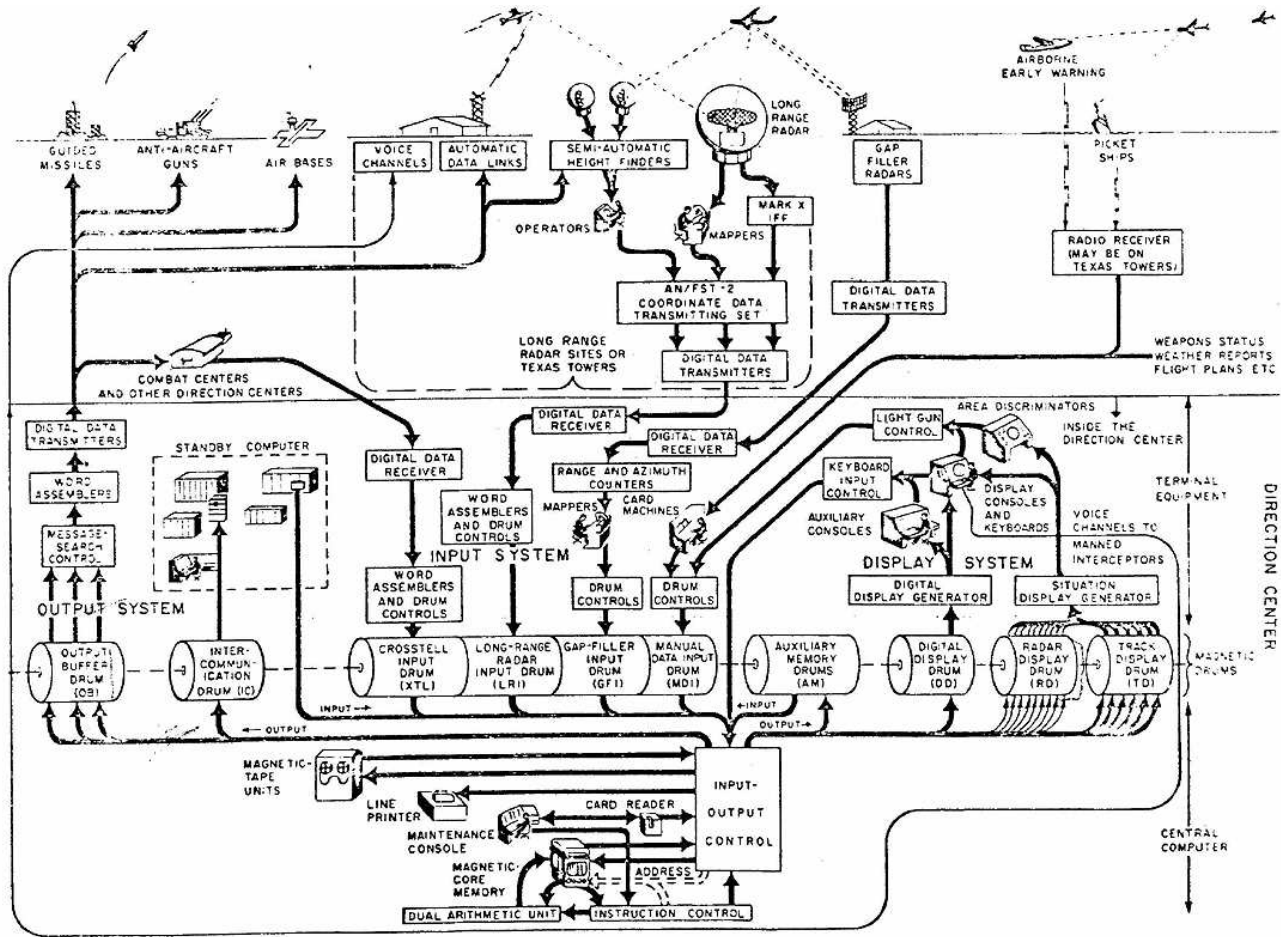 AIRBORNE
EARLY WARNING
LONG
RANGE
RADAR
GUIDED
MISSILES
ANTI-AIRCRAFT
GUNS
AIR BASES
VOICE
CHANNELS
AUTOMATIC
DATA LINKS
SEMI-AUTOMATIC
HEIGHT FINDERS
GAP
FILLER
RADARS
PICKET
SHIPS
OPERATORS
MAPPERS
MARK X
IFF
RADIO RECEIVER
(MAY BE ON
TEXAS TOWERS)
AN/FST-2
COORDINATE DATA
TRANSMITTING SET
DIGITAL DATA
TRANSMITTERS
LONG RANGE
RADAR SITES OR
TEXAS TOWERS
DIGITAL DATA
TRANSMITTERS
WEAPONS STATUS
WEATHER REPORTS
FLIGHT PLANS ETC
COMBAT CENTERS
AND OTHER DIRECTION CENTERS
DIGITAL DATA
TRANSMITTERS
STANDBY COMPUTER
DIGITAL DATA
RECEIVER
DIGITAL DATA
RECEIVER
DIGITAL DATA
RECEIVER
LIGHT GUN
CONTROL
AREA DISCRIMINATORS
INSIDE THE
DIRECTION CENTER
WORD
ASSEMBLERS
RANGE AND AZIMUTH
COUNTERS
KEYBOARD
INPUT
CONTROL
DISPLAY
CONSOLES
AND
KEYBOARDS
TERMINAL
EQUIPMENT
MESSAGE-
SEARCH
CONTROL
WORD
ASSEMBLERS
AND DRUM
CONTROLS
MAPPERS
CARD
MACHINES
AUXILIARY
CONSOLES
VOICE
CHANNELS TO
MANNED
INTERCEPTORS
DIRECTION CENTER
INPUT SYSTEM
DISPLAY SYSTEM
WORD
ASSEMBLERS
AND DRUM
CONTROLS
DRUM
CONTROLS
DRUM
CONTROLS
DIGITAL
DISPLAY
GENERATOR
SITUATION
DISPLAY
GENERATOR
OUTPUT SYSTEM
OUTPUT
BUFFER
DRUM
(OB)
INTER-
COMMUN-
ICATION
DRUM (IC)
CROSSTELL
INPUT
DRUM
(XTL)
LONG-RANGE
RADAR
INPUT DRUM
(LRI)
GAP-FILLER
INPUT
DRUM
(GFI)
MANUAL
DATA INPUT
DRUM
(MDI)
AUXILIARY
MEMORY
DRUMS
(AM)
DIGITAL
DISPLAY
DRUM
(DD)
RADAR
DISPLAY
DRUM
(RD)
TRACK
DISPLAY
DRUM
(TD)
MAGNETIC
DRUMS
INPUT
INPUT
OUTPUT
OUTPUT
MAGNETIC-
TAPE
UNITS
LINE
PRINTER
CARD READER
MAINTENANCE
CONSOLE
INPUT-
OUTPUT
CONTROL
MAGNETIC-
CORE
MEMORY
ADDRESS
CENTRAL
COMPUTER
DUAL ARITHMETIC UNIT
INSTRUCTION CONTROL